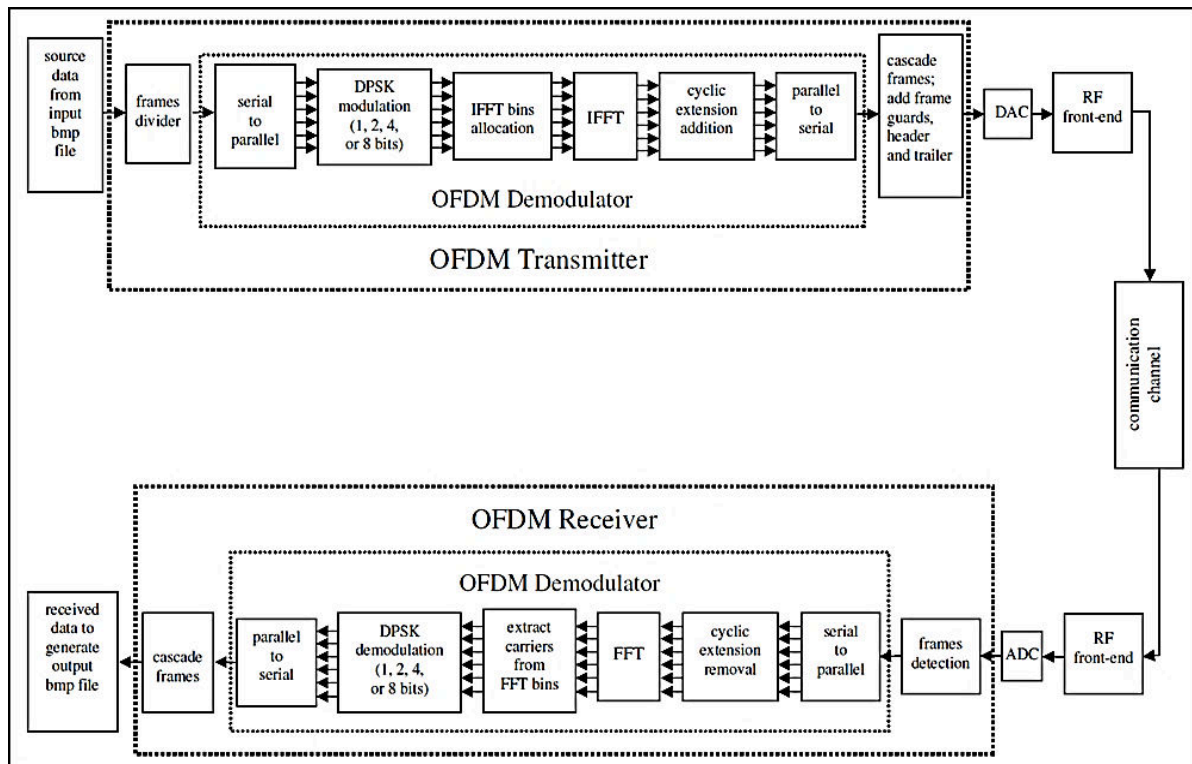 source
data from
input
bmp
file
frames
divider
serial
to
parallel
DPSK
modulation
(1, 2, 4,
or 8 bits)
IFFT bins
allocation
IFFT
cyclic
extension
addition
parallel
to
serial
OFDM Demodulator
OFDM Transmitter
cascade
frames;
add frame
guards,
header
and trailer
DAC
RF
front-end
communication
channel
OFDM Receiver
OFDM Demodulator
received
data to
generate
output
bmp file
cascade
frames
parallel
to
serial
DPSK
demodulation
(1, 2, 4,
or 8 bits)
extract
carriers
from
FFT bins
FFT
cyclic
extension
removal
serial
to
parallel
frames
detection
ADC
RF
front-end